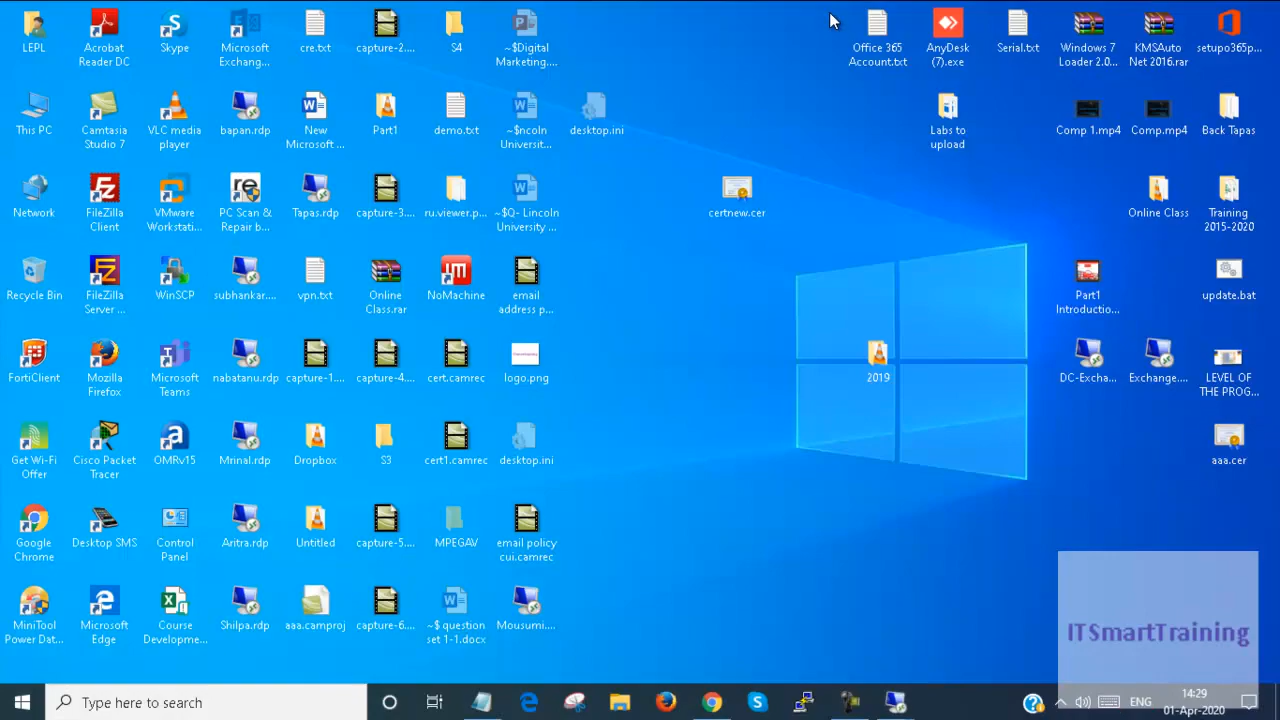 LEPL
Acrobat
Reader DC
Skype
Microsoft
Exchang...
cre.txt
capture-2....
S4
~$Digital
Marketing....
Office 365
Account.txt
AnyDesk
(7).exe
Serial.txt
Windows 7
Loader 2.0...
KMSAuto
Net 2016.rar
setupo365p...
This PC
Camtasia
Studio 7
VLC media
player
bapan.rdp
New
Microsoft ...
Part1
demo.txt
~$ncoln
Universit...
desktop.ini
Labs to
upload
Comp 1.mp4
Comp.mp4
Back Tapas
Network
FileZilla
Client
VMware
Workstati...
PC Scan &
Repair b...
Tapas.rdp
capture-3....
ru.viewer.p...
~$Q- Lincoln
University ...
certnew.cer
Online Class
Training
2015-2020
Recycle Bin
FileZilla
Server ...
WinSCP
subhankar....
vpn.txt
Online
Class.rar
NoMachine
email
address p...
Part1
Introductio...
update.bat
FortiClient
Mozilla
Firefox
Microsoft
Teams
nabatanu.rdp
capture-1....
capture-4....
cert.camrec
logo.png
2019
DC-Excha...
Exchange....
LEVEL OF
THE PROG...
Get Wi-Fi
Offer
Cisco Packet
Tracer
OMRv15
Mrinal.rdp
Dropbox
S3
cert1.camrec
desktop.ini
aaa.cer
Google
Chrome
Desktop SMS
Control
Panel
Aritra.rdp
Untitled
capture-5....
MPEGAV
email policy
cui.camrec
MiniTool
Power Dat...
Microsoft
Edge
Course
Developme...
Shilpa.rdp
aaa.camproj
capture-6....
~$ question
set 1-1.docx
Mousumi....
ITSmartTraining
Type here to search
ENG
14:29
01-Apr-2020